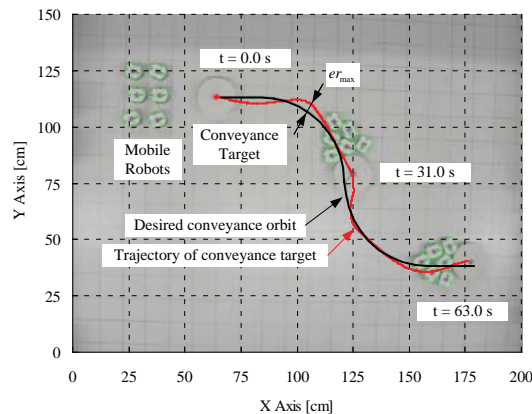 150
125
100
75
50
25
0
Y Axis [cm]
t = 0.0 s
er_max
Conveyance
Target
Mobile
Robots
t = 31.0 s
Desired conveyance orbit
Trajectory of conveyance target
t = 63.0 s
0 25 50 75 100 125 150 175 200
X Axis [cm]